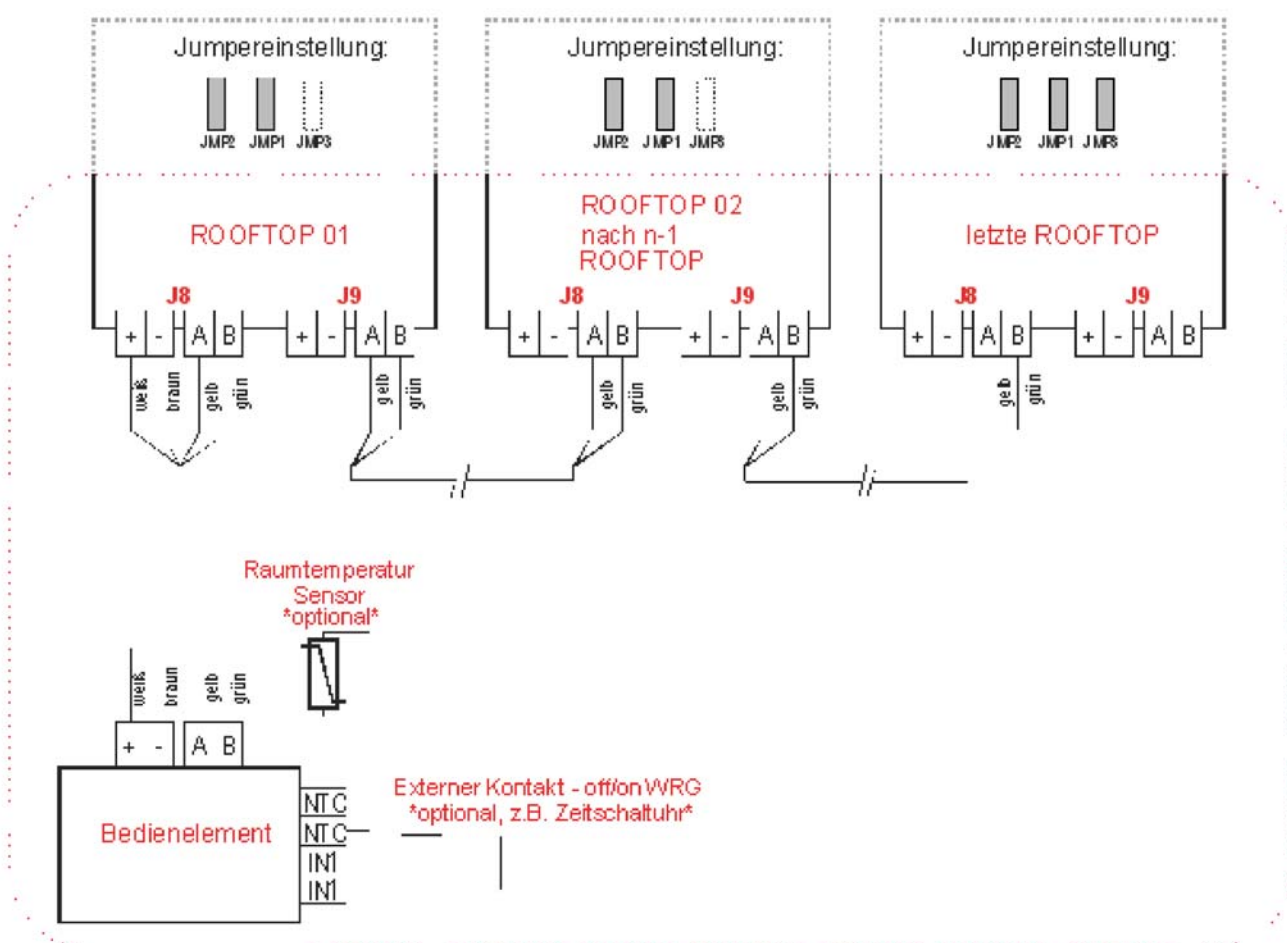 Jumpereinstellung:
JMP2 JMP1 JMP3
ROOFTOP 01
J8 J9
+ - A B + - A B
weiß braun gelb grün gelb grün
Jumpereinstellung:
JMP2 JMP1 JMP3
ROOFTOP 02
nach n-1
ROOFTOP
J8 J9
+ - A B + - A B
gelb grün gelb grün
Jumpereinstellung:
JMP2 JMP1 JMP3
letzte ROOFTOP
J8 J9
+ - A B + - A B
gelb grün
Raumtemperatur
Sensor
*optional*
weiß braun gelb grün
+ - A B
Bedienelement
NTC
NTC
IN1
IN1
Externer Kontakt - off/on WRG
*optional, z.B. Zeitschaltuhr*